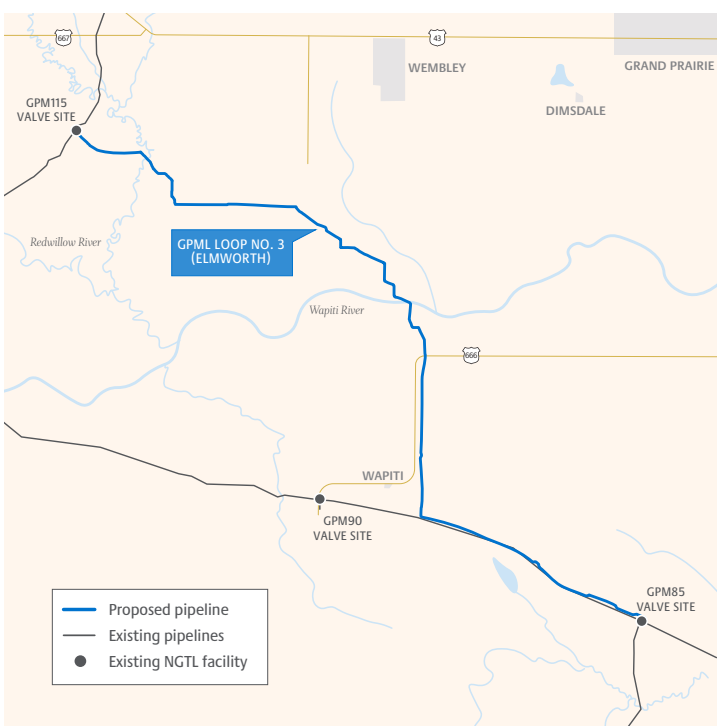 667
43
WEMBLEY
GRAND PRAIRIE
DIMSDALE
GPM115
VALVE SITE
Redwillow River
GPML LOOP NO. 3
(ELMWORTH)
Wapiti River
666
WAPITI
GPM90
VALVE SITE
GPM85
VALVE SITE
Proposed pipeline
Existing pipelines
Existing NGTL facility